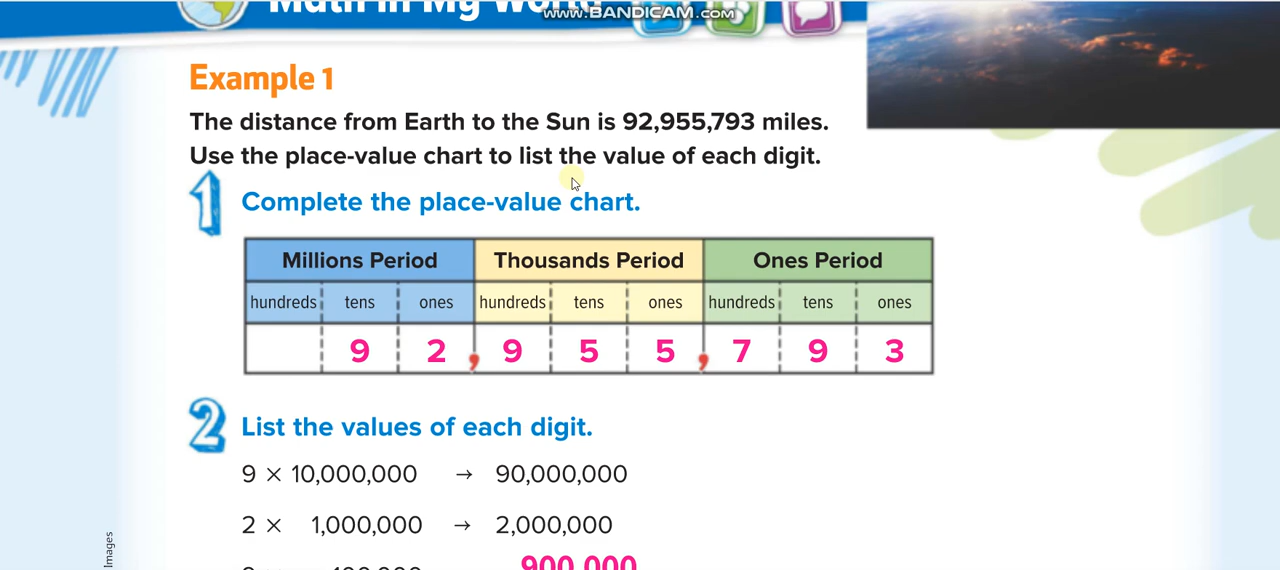 Math in My World
www.BANDICAM.com
Example 1
The distance from Earth to the Sun is 92,955,793 miles.
Use the place-value chart to list the value of each digit.
1 Complete the place-value chart.
Millions Period Thousands Period Ones Period
hundreds tens ones hundreds tens ones hundreds tens ones
9 2 , 9 5 5 , 7 9 3
2 List the values of each digit.
9 × 10,000,000 → 90,000,000
2 × 1,000,000 → 2,000,000
900,000
Images